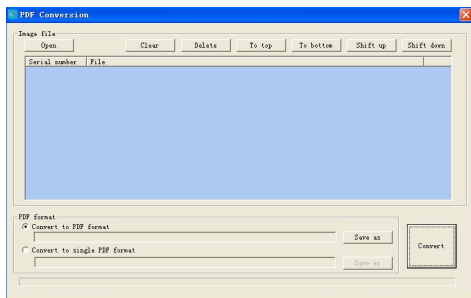 PDF Conversion
Image file
Open Clear Delete To top To bottom Shift up Shift down
Serial number File
PDF format
Convert to PDF format
Save as
Convert to single PDF format
Save as
Convert